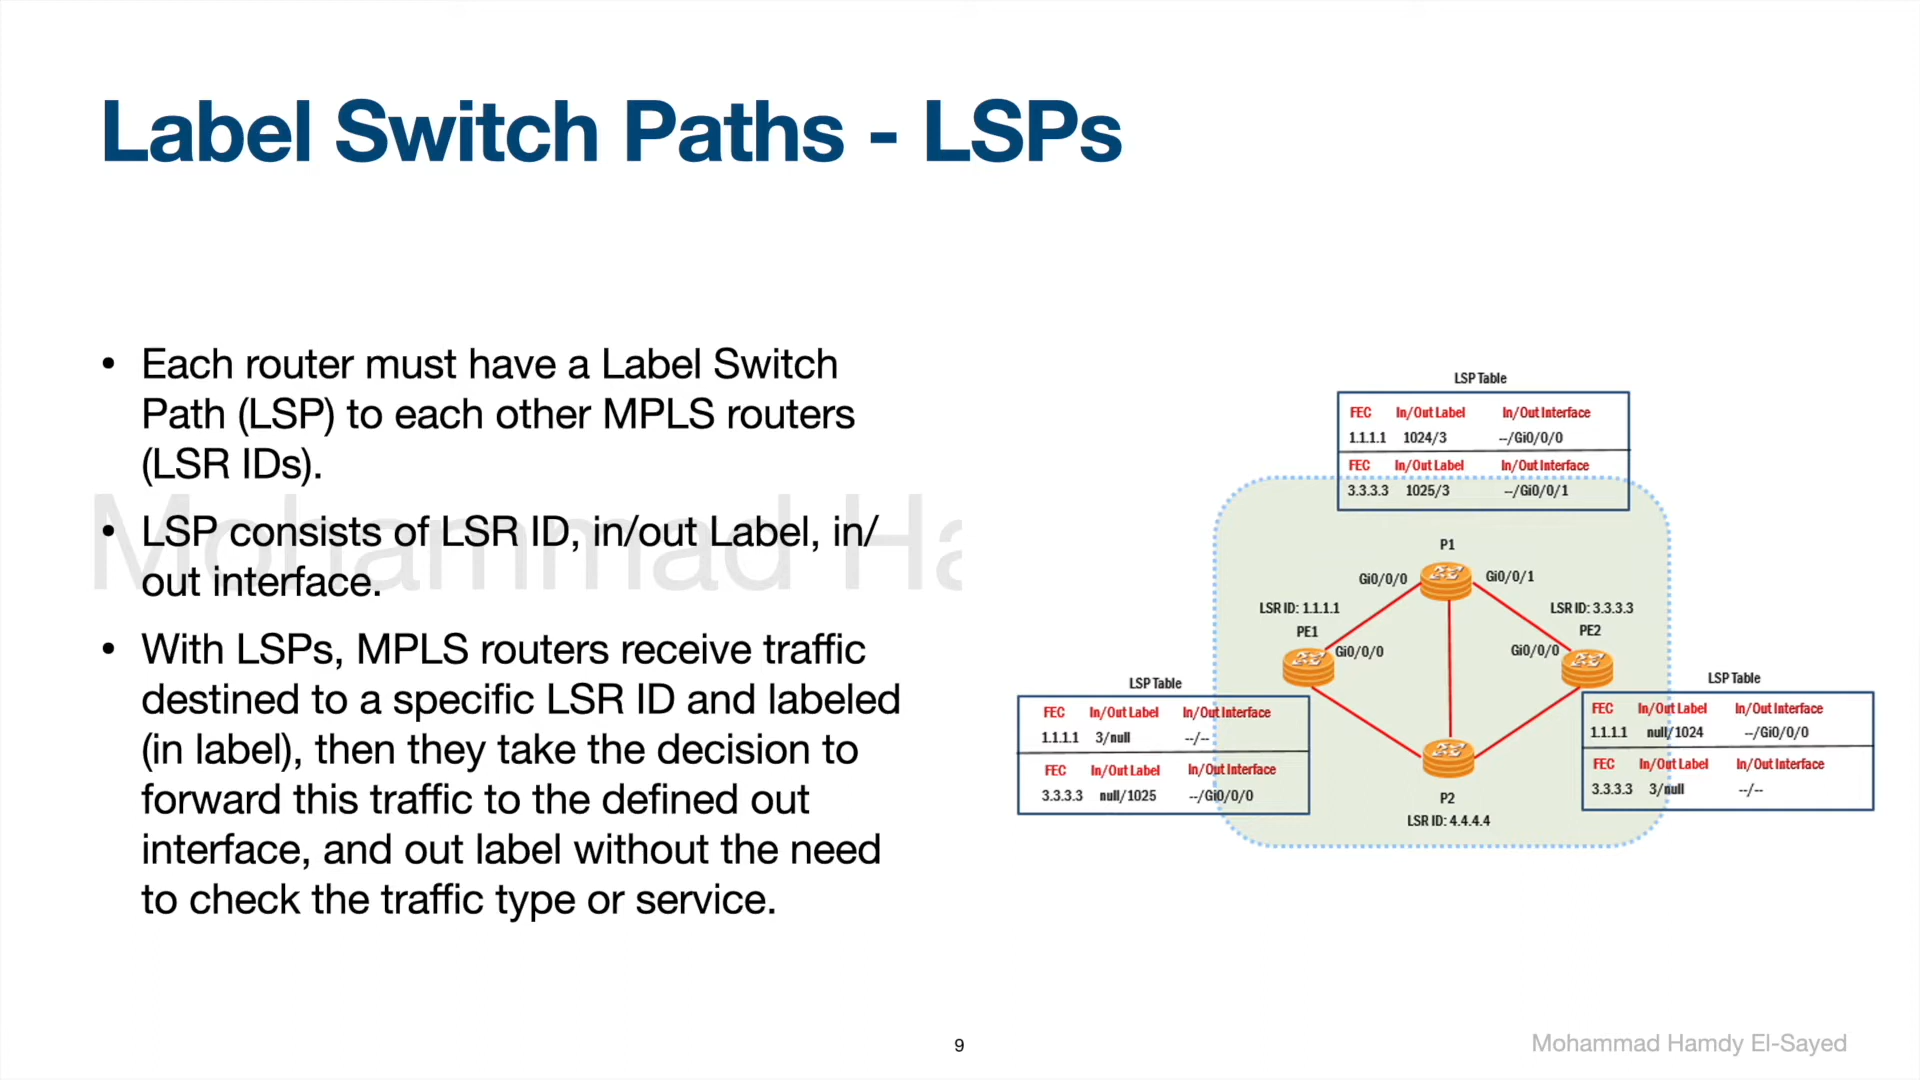 Label Switch Paths - LSPs
• Each router must have a Label Switch
Path (LSP) to each other MPLS routers
(LSR IDs).
Mohammad Ha
• LSP consists of LSR ID, in/out Label, in/
out interface.
• With LSPs, MPLS routers receive traffic
destined to a specific LSR ID and labeled
(in label), then they take the decision to
forward this traffic to the defined out
interface, and out label without the need
to check the traffic type or service.
LSP Table
FEC In/Out Label In/Out Interface
1.1.1.1 1024/3 --/Gi0/0/0
FEC In/Out Label In/Out Interface
3.3.3.3 1025/3 --/Gi0/0/1
P1
Gi0/0/0 Gi0/0/1
LSR ID: 1.1.1.1 LSR ID: 3.3.3.3
PE1 PE2
Gi0/0/0 Gi0/0/0
LSP Table
FEC In/Out Label In/Out Interface
1.1.1.1 3/null --/--
FEC In/Out Label In/Out Interface
3.3.3.3 null/1025 --/Gi0/0/0
LSP Table
FEC In/Out Label In/Out Interface
1.1.1.1 null/1024 --/Gi0/0/0
FEC In/Out Label In/Out Interface
3.3.3.3 3/null --/--
P2
LSR ID: 4.4.4.4
9
Mohammad Hamdy El-Sayed